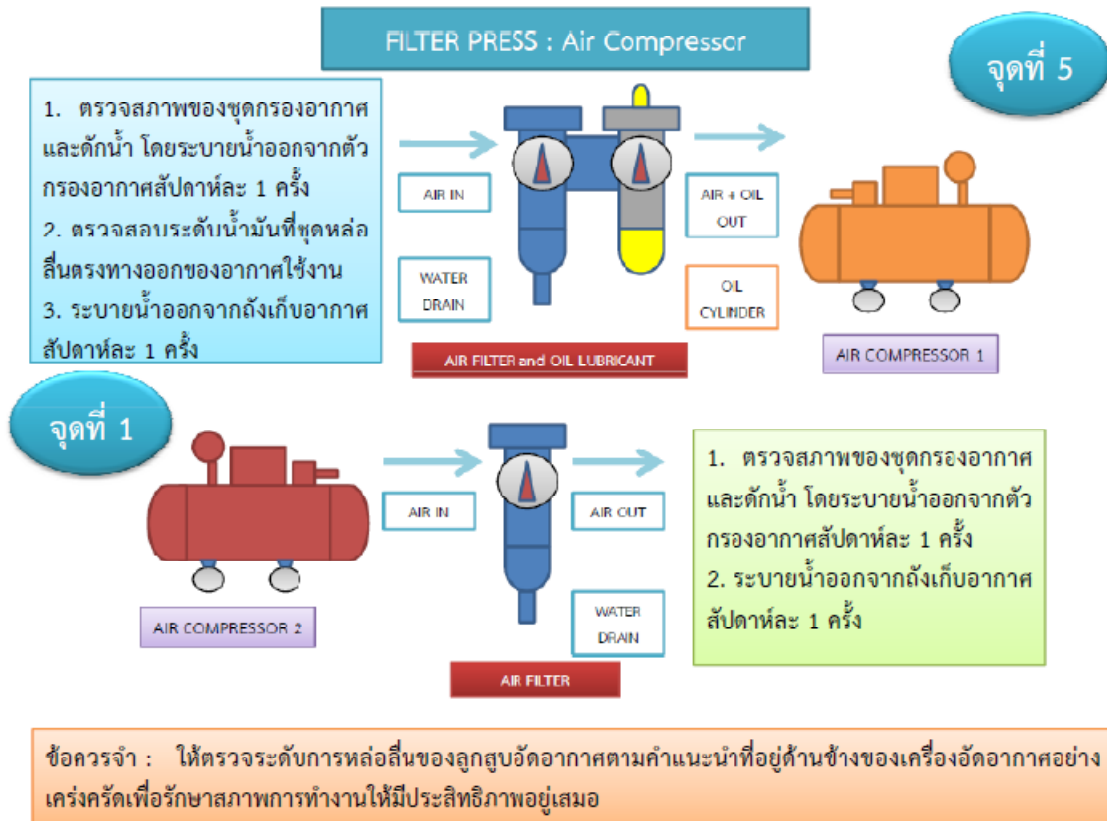 FILTER PRESS : Air Compressor
จุดที่ 5
1. ตรวจสภาพของชุดกรองอากาศ
และดักน้ำ โดยระบายน้ำออกจากตัว
กรองอากาศสัปดาห์ละ 1 ครั้ง
2. ตรวจสอบระดับน้ำมันที่ชุดหล่อ
ลื่นตรงทางออกของอากาศใช้งาน
3. ระบายน้ำออกจากถังเก็บอากาศ
สัปดาห์ละ 1 ครั้ง
AIR IN
WATER
DRAIN
AIR + OIL
OUT
OIL
CYLINDER
AIR FILTER and OIL LUBRICANT
AIR COMPRESSOR 1
จุดที่ 1
AIR IN
AIR OUT
WATER
DRAIN
AIR COMPRESSOR 2
AIR FILTER
1. ตรวจสภาพของชุดกรองอากาศ
และดักน้ำ โดยระบายน้ำออกจากตัว
กรองอากาศสัปดาห์ละ 1 ครั้ง
2. ระบายน้ำออกจากถังเก็บอากาศ
สัปดาห์ละ 1 ครั้ง
ข้อควรจำ : ให้ตรวจระดับการหล่อลื่นของลูกสูบอัดอากาศตามคำแนะนำที่อยู่ด้านข้างของเครื่องอัดอากาศอย่าง
เคร่งครัดเพื่อรักษาสภาพการทำงานให้มีประสิทธิภาพอยู่เสมอ